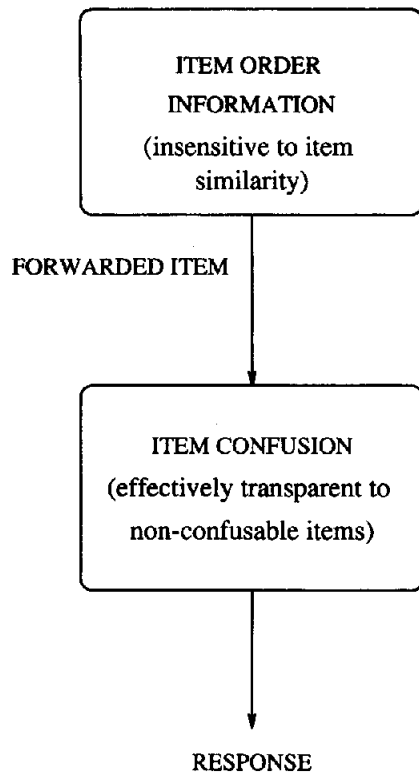 ITEM ORDER
INFORMATION
(insensitive to item
similarity)
FORWARDED ITEM
ITEM CONFUSION
(effectively transparent to
non-confusable items)
RESPONSE